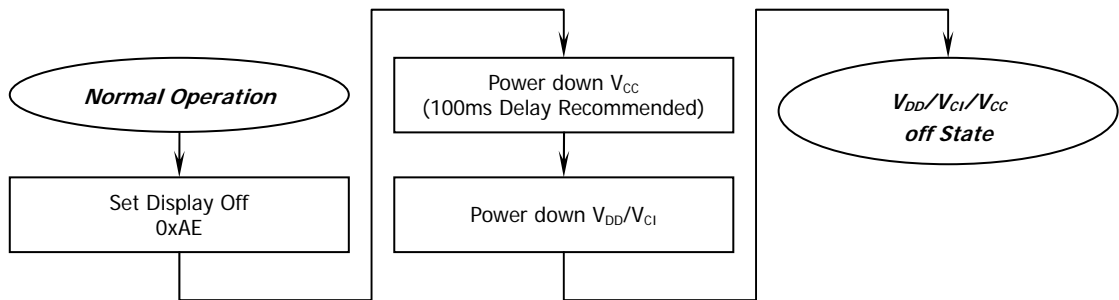 Normal Operation
Set Display Off
0xAE
Power down VCC
(100ms Delay Recommended)
Power down VDD/VCI
VDD/VCI/VCC
off State